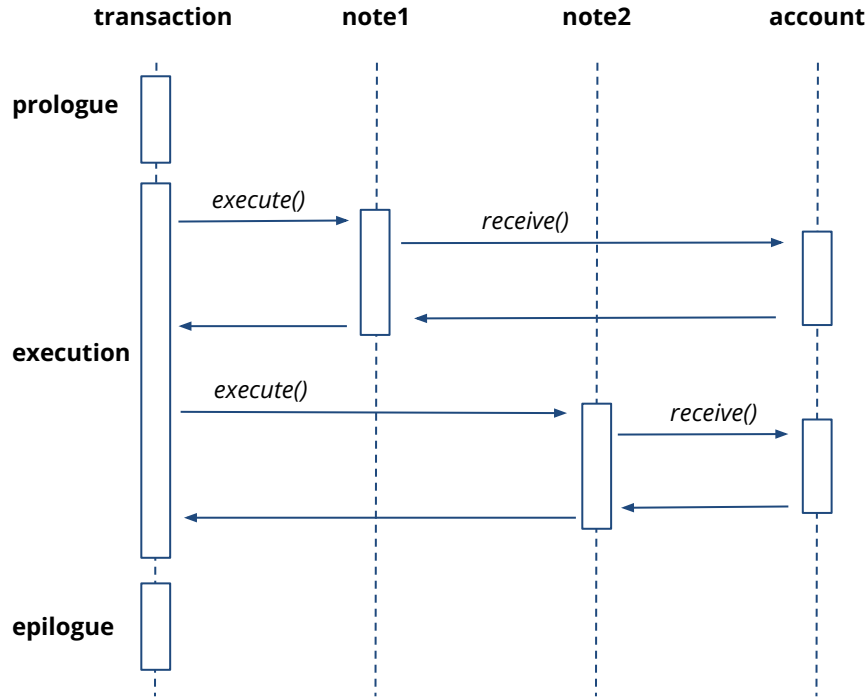 transaction note1 note2 account
prologue
execute()
receive()
execution
execute()
receive()
epilogue